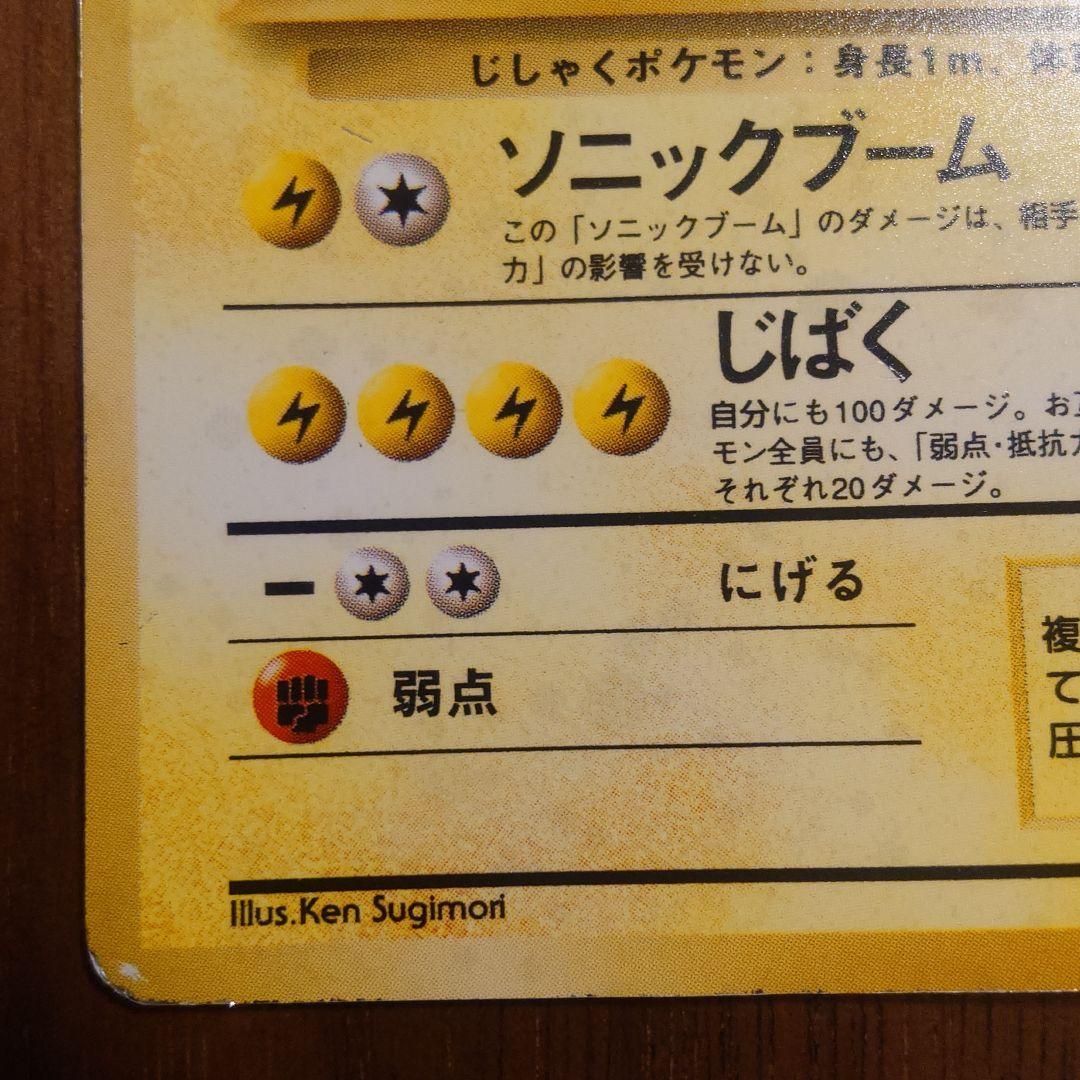 じしゃくポケモン：身長1m、体
ソニックブーム
この「ソニックブーム」のダメージは、相手
力」の影響を受けない。
じばく
自分にも100ダメージ。お
モン全員にも、「弱点・抵抗
それぞれ20ダメージ。
にげる
弱点
複
て
圧
Illus.Ken Sugimori